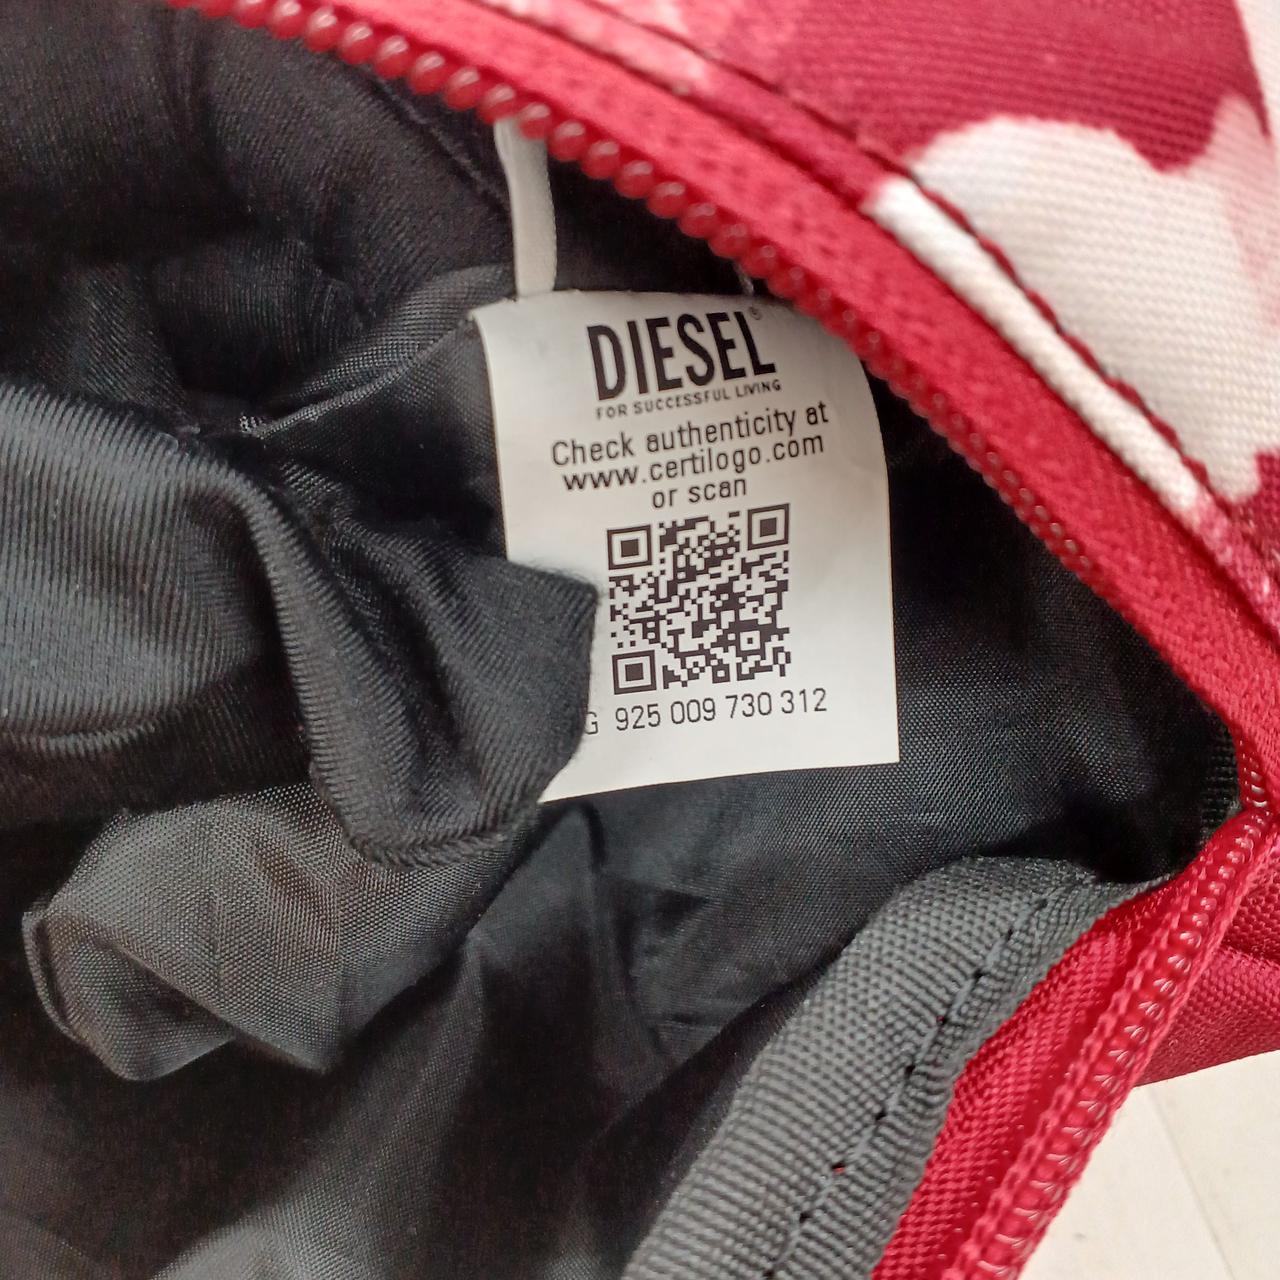 DIESEL®
FOR SUCCESSFUL LIVING
Check authenticity at
www.certilogo.com
or scan
G 925 009 730 312